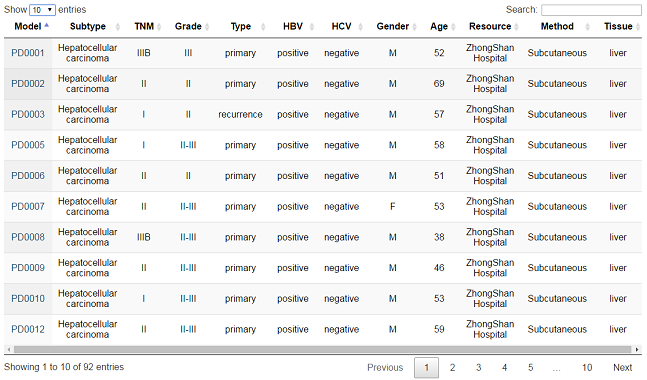 Show 10 entries Search:
Model Subtype TNM Grade Type HBV HCV Gender Age Resource Method Tissue
PD0001 Hepatocellular carcinoma IIIB III primary positive negative M 52 ZhongShan Hospital Subcutaneous liver
PD0002 Hepatocellular carcinoma II II primary positive negative M 69 ZhongShan Hospital Subcutaneous liver
PD0003 Hepatocellular carcinoma I II recurrence positive negative M 57 ZhongShan Hospital Subcutaneous liver
PD0005 Hepatocellular carcinoma I II-III primary positive negative M 58 ZhongShan Hospital Subcutaneous liver
PD0006 Hepatocellular carcinoma II II primary positive negative M 51 ZhongShan Hospital Subcutaneous liver
PD0007 Hepatocellular carcinoma II II-III primary positive negative F 53 ZhongShan Hospital Subcutaneous liver
PD0008 Hepatocellular carcinoma IIIB II-III primary positive negative M 38 ZhongShan Hospital Subcutaneous liver
PD0009 Hepatocellular carcinoma II II-III primary positive negative M 46 ZhongShan Hospital Subcutaneous liver
PD0010 Hepatocellular carcinoma I II-III primary positive negative M 53 ZhongShan Hospital Subcutaneous liver
PD0012 Hepatocellular carcinoma II II-III primary positive negative M 59 ZhongShan Hospital Subcutaneous liver
Showing 1 to 10 of 92 entries Previous 1 2 3 4 5 ... 10 Next